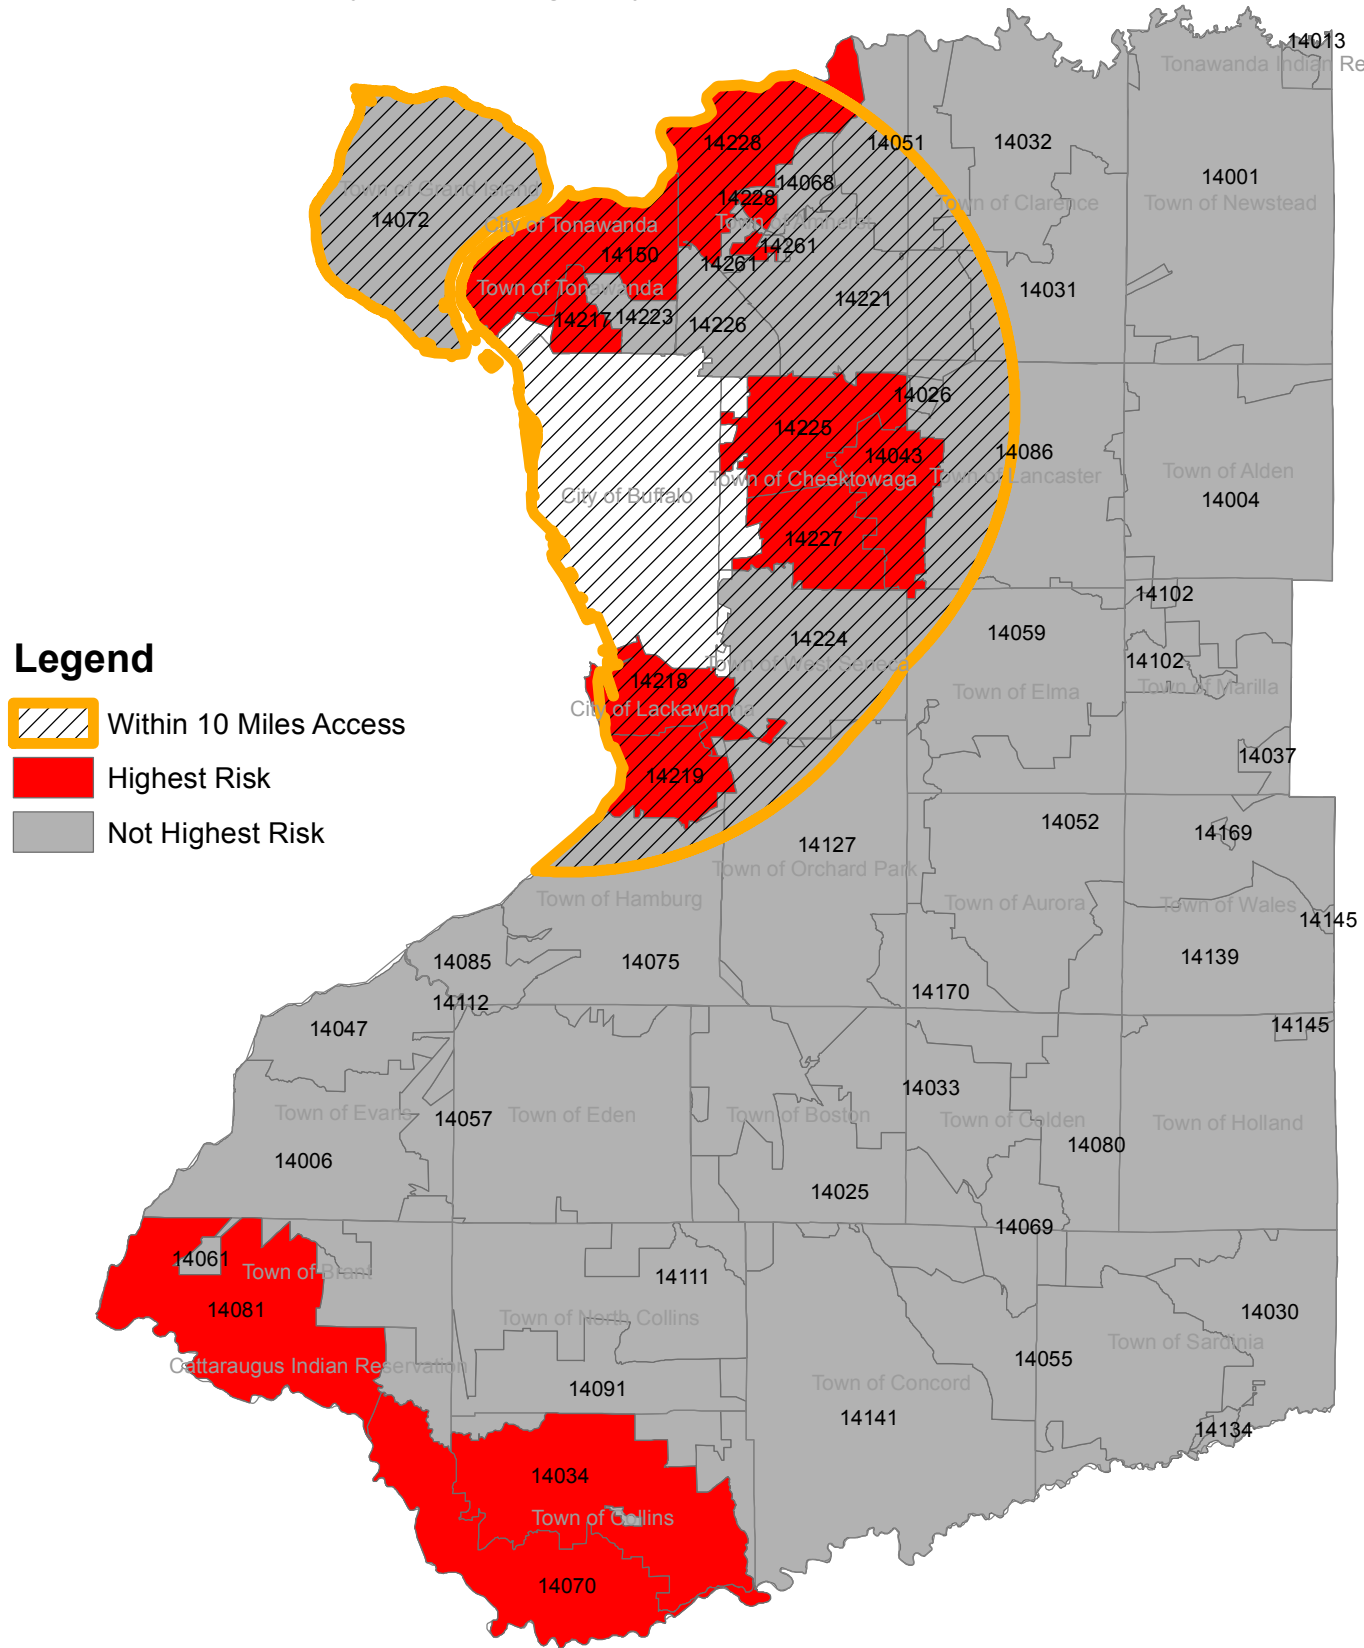 14013
Tonawanda Indian Re
14228
14051
14032
14068
14001
Town of Grand Island
14228
Town of Clarence
Town of Newstead
14072
City of Tonawanda
Town of Amherst
14261
14150
14261
Town of Tonawanda
14221
14031
14217
14223
14226
14026
14225
14043
14086
Town of Cheektowaga
Town of Lancaster
Town of Alden
City of Buffalo
14004
14227
14102
14059
14224
Legend
14102
Town of West Seneca
14218
Town of Elma
Town of Marilla
City of Lackawanna
Within 10 Miles Access
14037
14219
Highest Risk
14052
14169
Not Highest Risk
14127
Town of Orchard Park
Town of Hamburg
Town of Aurora
Town of Wales
14145
14085
14075
14139
14170
14112
14047
14145
14033
Town of Evans
14057
Town of Eden
Town of Boston
Town of Colden
Town of Holland
14080
14006
14025
14069
14061
Town of Brant
14111
14081
Town of North Collins
14030
Town of Sardinia
14055
Cattaraugus Indian Reservation
14091
Town of Concord
14141
14134
14034
Town of Collins
14070